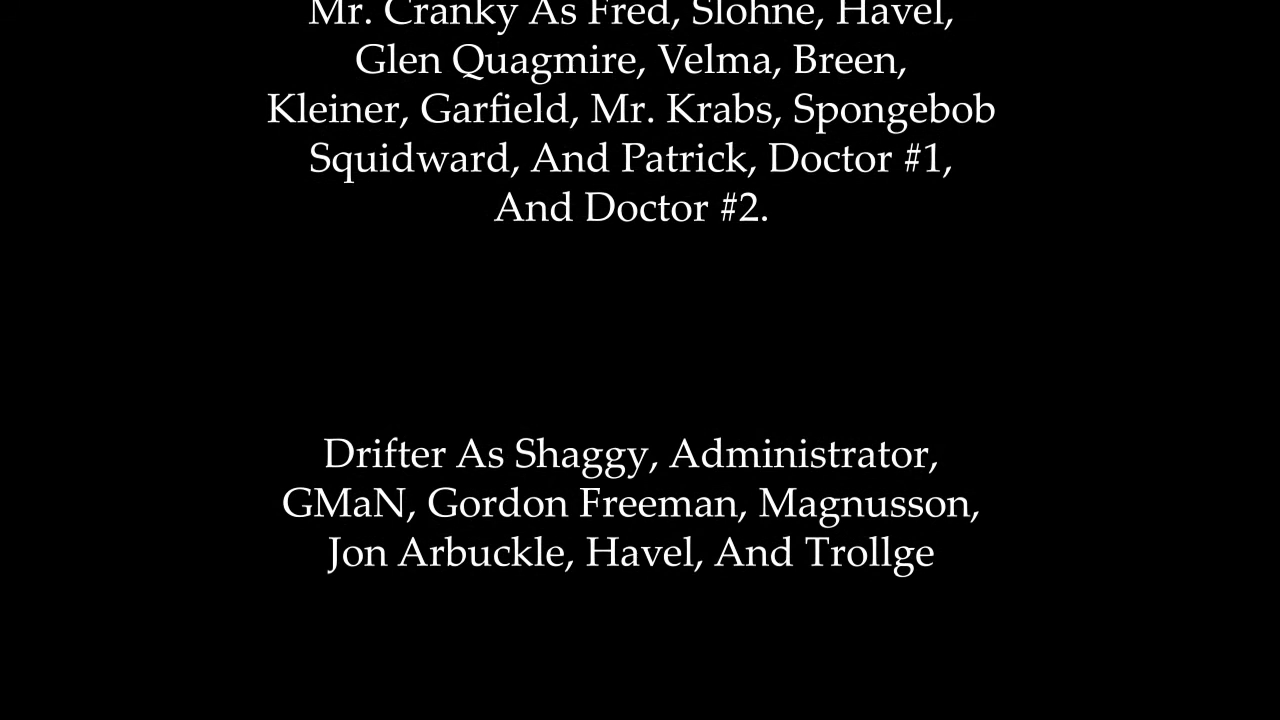 Mr. Cranky As Fred, Slohne, Havel,
Glen Quagmire, Velma, Breen,
Kleiner, Garfield, Mr. Krabs, Spongebob
Squidward, And Patrick, Doctor #1,
And Doctor #2.
Drifter As Shaggy, Administrator,
GMaN, Gordon Freeman, Magnusson,
Jon Arbuckle, Havel, And Trollge